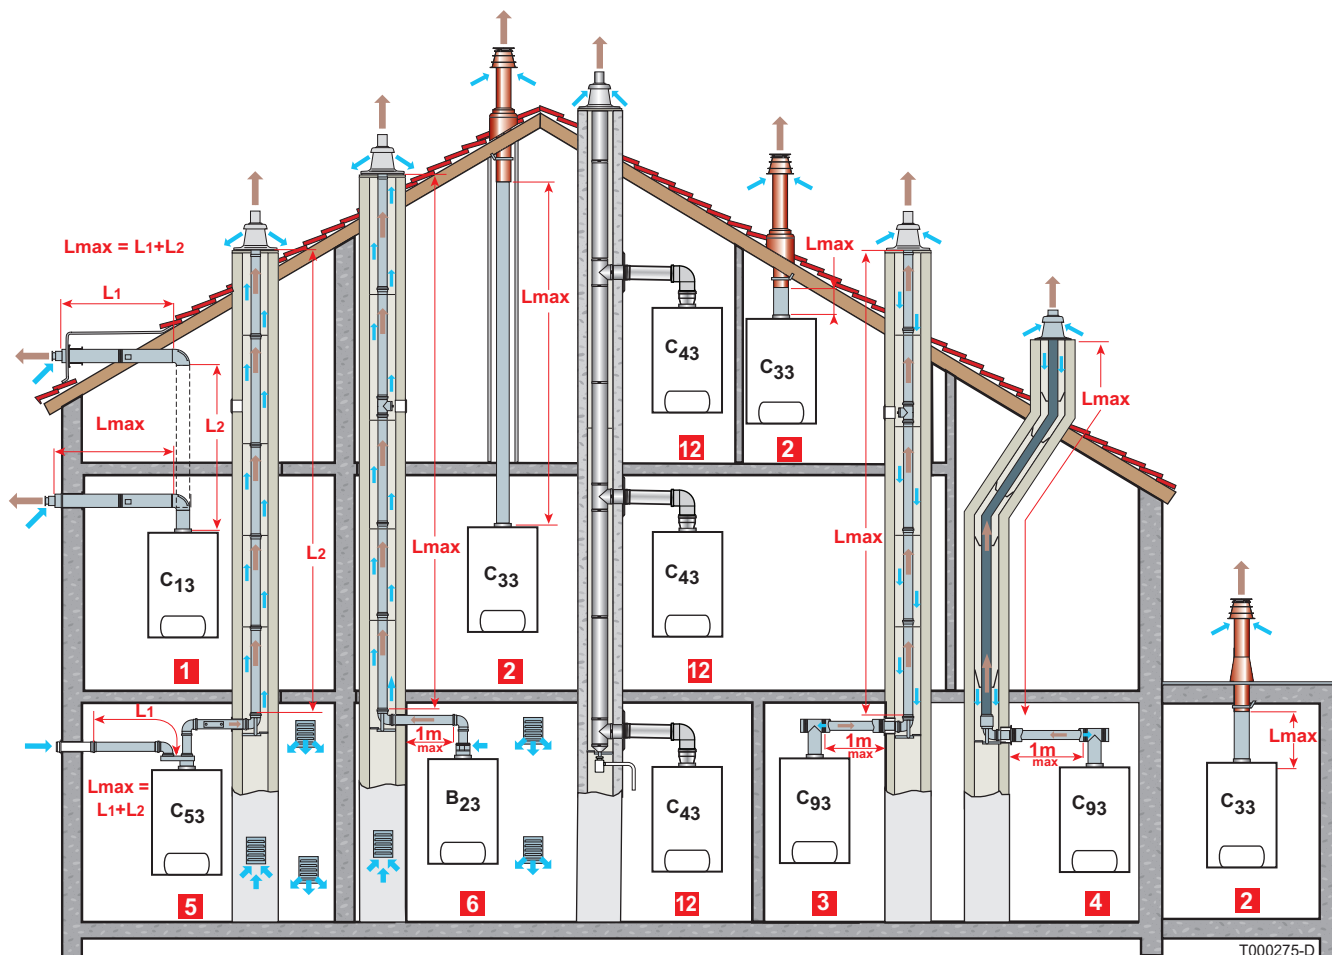 Lmax = L1+L2
L1
L2
Lmax
C13
1
L2
Lmax
Lmax
C33
2
C43
12
Lmax
C33
2
C43
12
Lmax
Lmax
L1
Lmax =
L1+L2
C53
5
1m
max
B23
6
C43
12
1m
max
C93
3
1m
max
C93
4
Lmax
C33
2
T000275-D